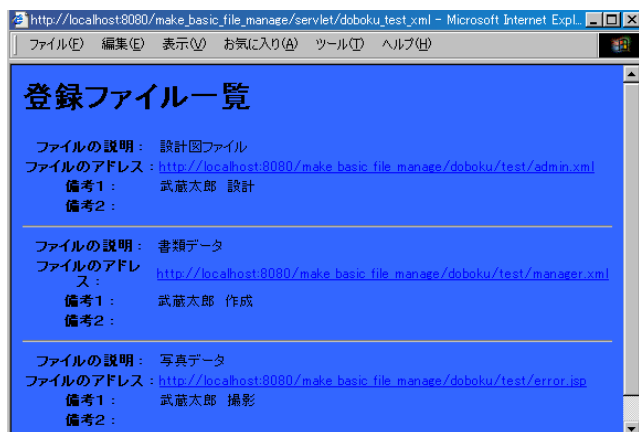 http://localhost:8080/make_basic_file_manage/servlet/doboku_test_xml - Microsoft Internet Expl...
ファイル(F) 編集(E) 表示(V) お気に入り(A) ツール(T) ヘルプ(H)
登録ファイル一覧
ファイルの説明： 設計図ファイル
ファイルのアドレス：http://localhost:8080/make_basic_file_manage/doboku/test/admin.xml
備考1： 武蔵太郎 設計
備考2：
ファイルの説明： 書類データ
ファイルのアドレ
ス：
http://localhost:8080/make_basic_file_manage/doboku/test/manager.xml
備考1： 武蔵太郎 作成
備考2：
ファイルの説明： 写真データ
ファイルのアドレス：http://localhost:8080/make_basic_file_manage/doboku/test/error.jsp
備考1： 武蔵太郎 撮影
備考2：